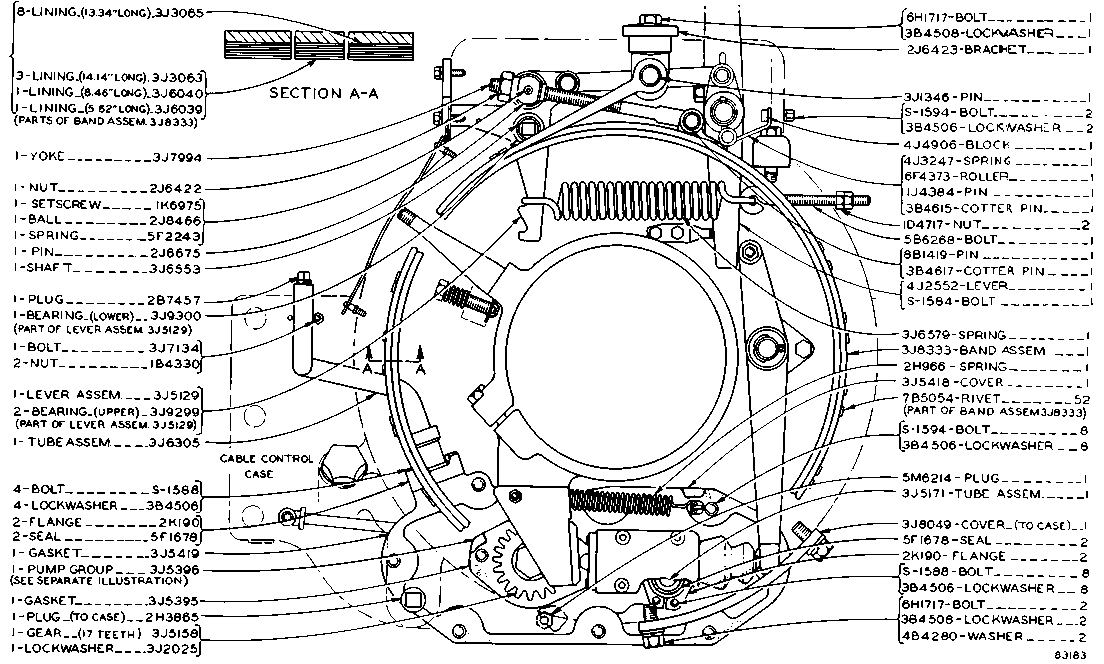 8-LINING (13.34"LONG) 3J3065
3-LINING (14.14"LONG) 3J3063
1-LINING (8.46"LONG) 3J6040
1-LINING (5.62"LONG) 3J6039
(PARTS OF BAND ASSEM. 3J8333)
1-YOKE 3J7994
1-NUT 2J6422
1-SETSCREW 1K6975
1-BALL 2J8466
1-SPRING 5F2243
1-PIN 2J6675
1-SHAFT 3J6553
1-PLUG 2B7457
1-BEARING (LOWER) 3J9300
(PART OF LEVER ASSEM. 3J5129)
1-BOLT 3J7134
2-NUT 1B4330
1-LEVER ASSEM. 3J5129
2-BEARING (UPPER) 3J9299
(PART OF LEVER ASSEM. 3J5129)
1-TUBE ASSEM. 3J6305
4-BOLT S-1588
4-LOCKWASHER 3B4506
2-FLANGE 2K190
2-SEAL 5F1678
1-GASKET 3J5419
1-PUMP GROUP 3J5396
(SEE SEPARATE ILLUSTRATION)
1-GASKET 3J5395
1-PLUG (TO CASE) 2H3865
1-GEAR (17 TEETH) 3J5158
1-LOCKWASHER 3J2025
SECTION A-A
A A
CABLE CONTROL
CASE
6H1717-BOLT 1
3B4508-LOCKWASHER 1
2J6423-BRACKET 1
3J1346-PIN 1
S-1594-BOLT 2
3B4506-LOCKWASHER 2
4J4906-BLOCK 1
4J3247-SPRING 1
6F4373-ROLLER 1
1J4384-PIN 1
3B4615-COTTER PIN 1
1D4717-NUT 2
5B6268-BOLT 1
8B1419-PIN 1
3B4617-COTTER PIN 1
4J2552-LEVER 1
S-1584-BOLT 1
3J6579-SPRING 1
3J8333-BAND ASSEM 1
2H966-SPRING 1
3J5418-COVER 1
7B5054-RIVET 52
(PART OF BAND ASSEM 3J8333)
S-1594-BOLT 8
3B4506-LOCKWASHER 8
5M6214-PLUG 1
3J5171-TUBE ASSEM. 1
3J8049-COVER (TO CASE) 1
5F1678-SEAL 2
2K190-FLANGE 2
S-1588-BOLT 8
3B4506-LOCKWASHER 8
6H1717-BOLT 2
3B4508-LOCKWASHER 2
4B4280-WASHER 2
83183